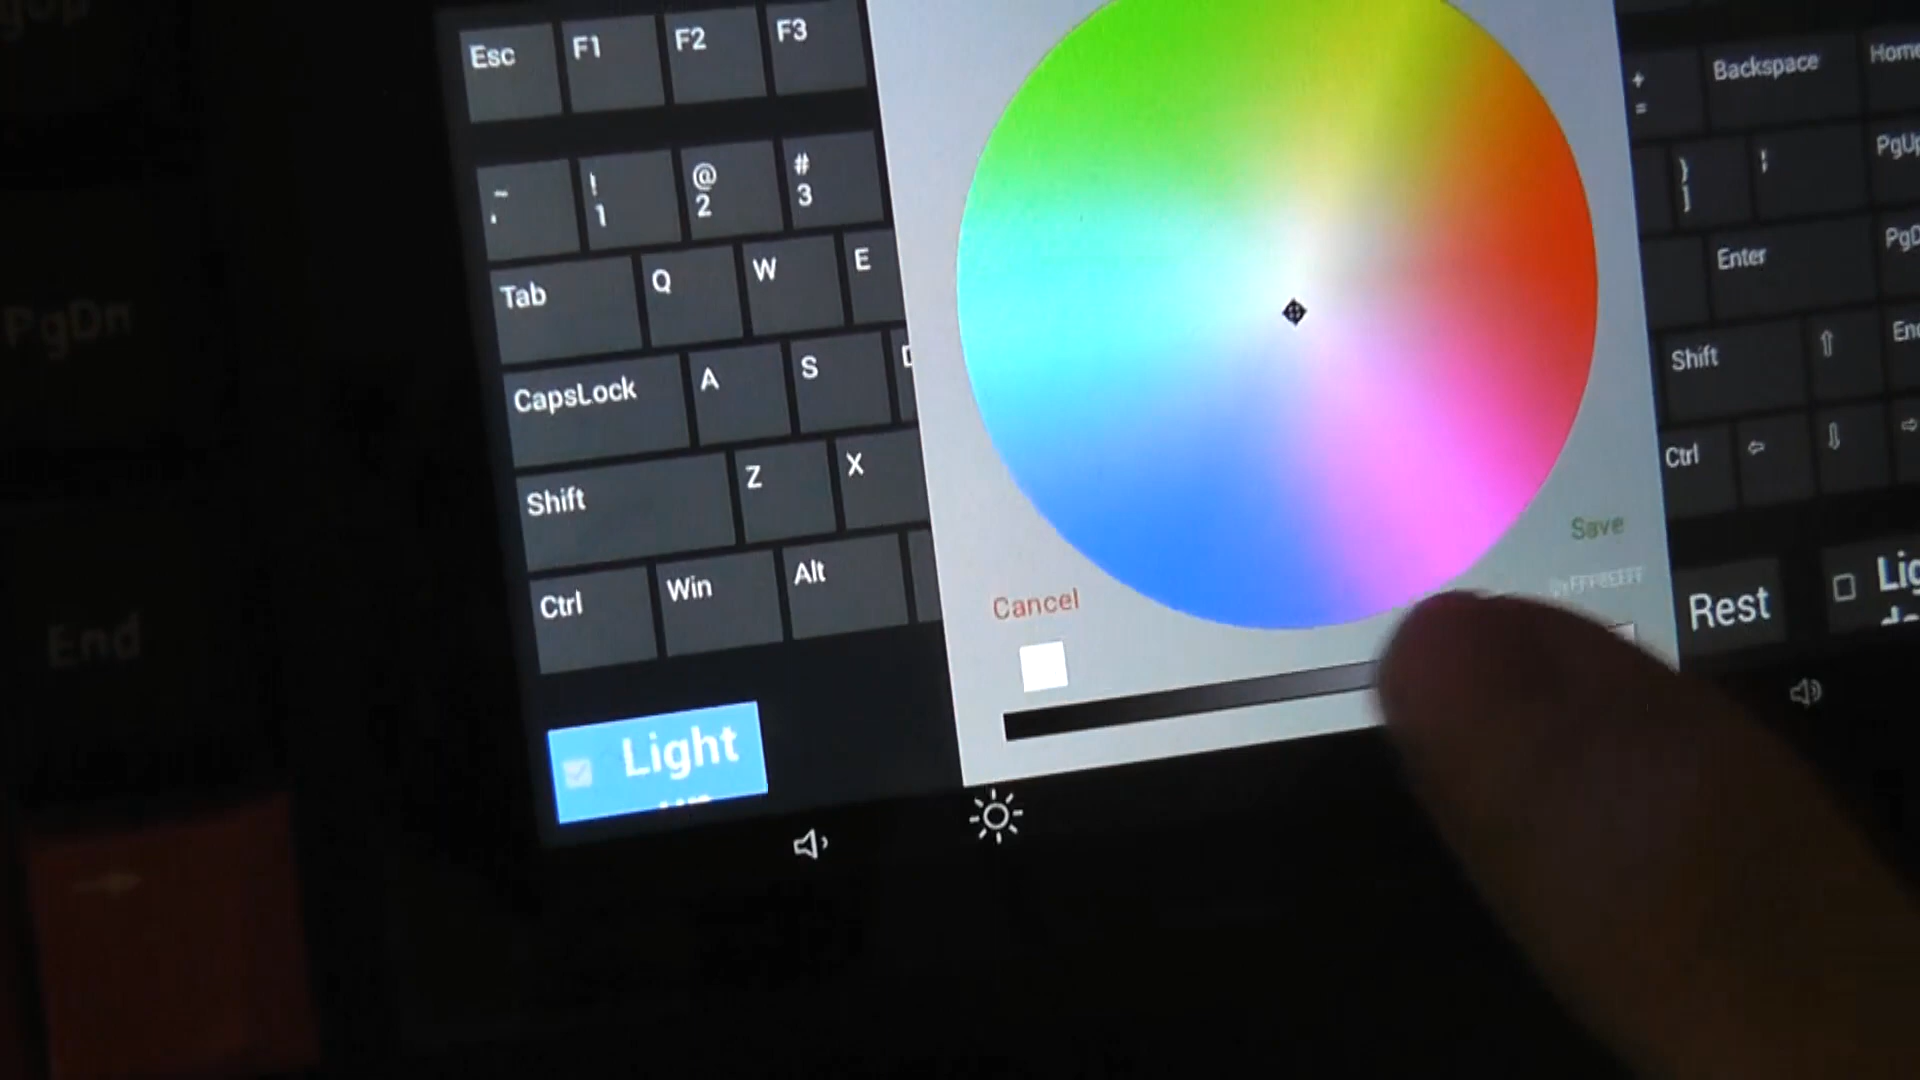 Esc F1 F2 F3
Backspace Home
~ ! @ #
1 2 3
+
=
Tab Q W E
}
]
PgUp
CapsLock A S D
Enter
Shift Z X
Shift
Ctrl Win Alt
Ctrl
PgDn
End
Save
Cancel
Rest
Light